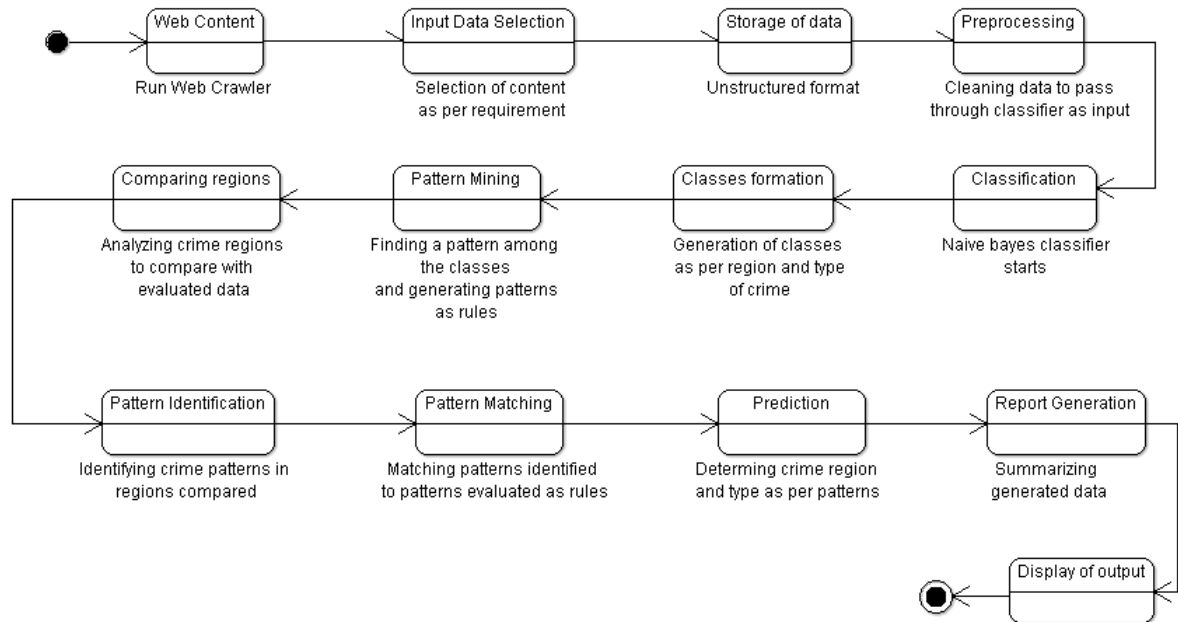 Web Content
Run Web Crawler
Input Data Selection
Selection of content
as per requirement
Storage of data
Unstructured format
Preprocessing
Cleaning data to pass
through classifier as input
Classification
Naive bayes classifier
starts
Classes formation
Generation of classes
as per region and type
of crime
Pattern Mining
Finding a pattern among
the classes
and generating patterns
as rules
Comparing regions
Analyzing crime regions
to compare with
evaluated data
Pattern Identification
Identifying crime patterns in
regions compared
Pattern Matching
Matching patterns identified
to patterns evaluated as rules
Prediction
Determing crime region
and type as per patterns
Report Generation
Summarizing
generated data
Display of output